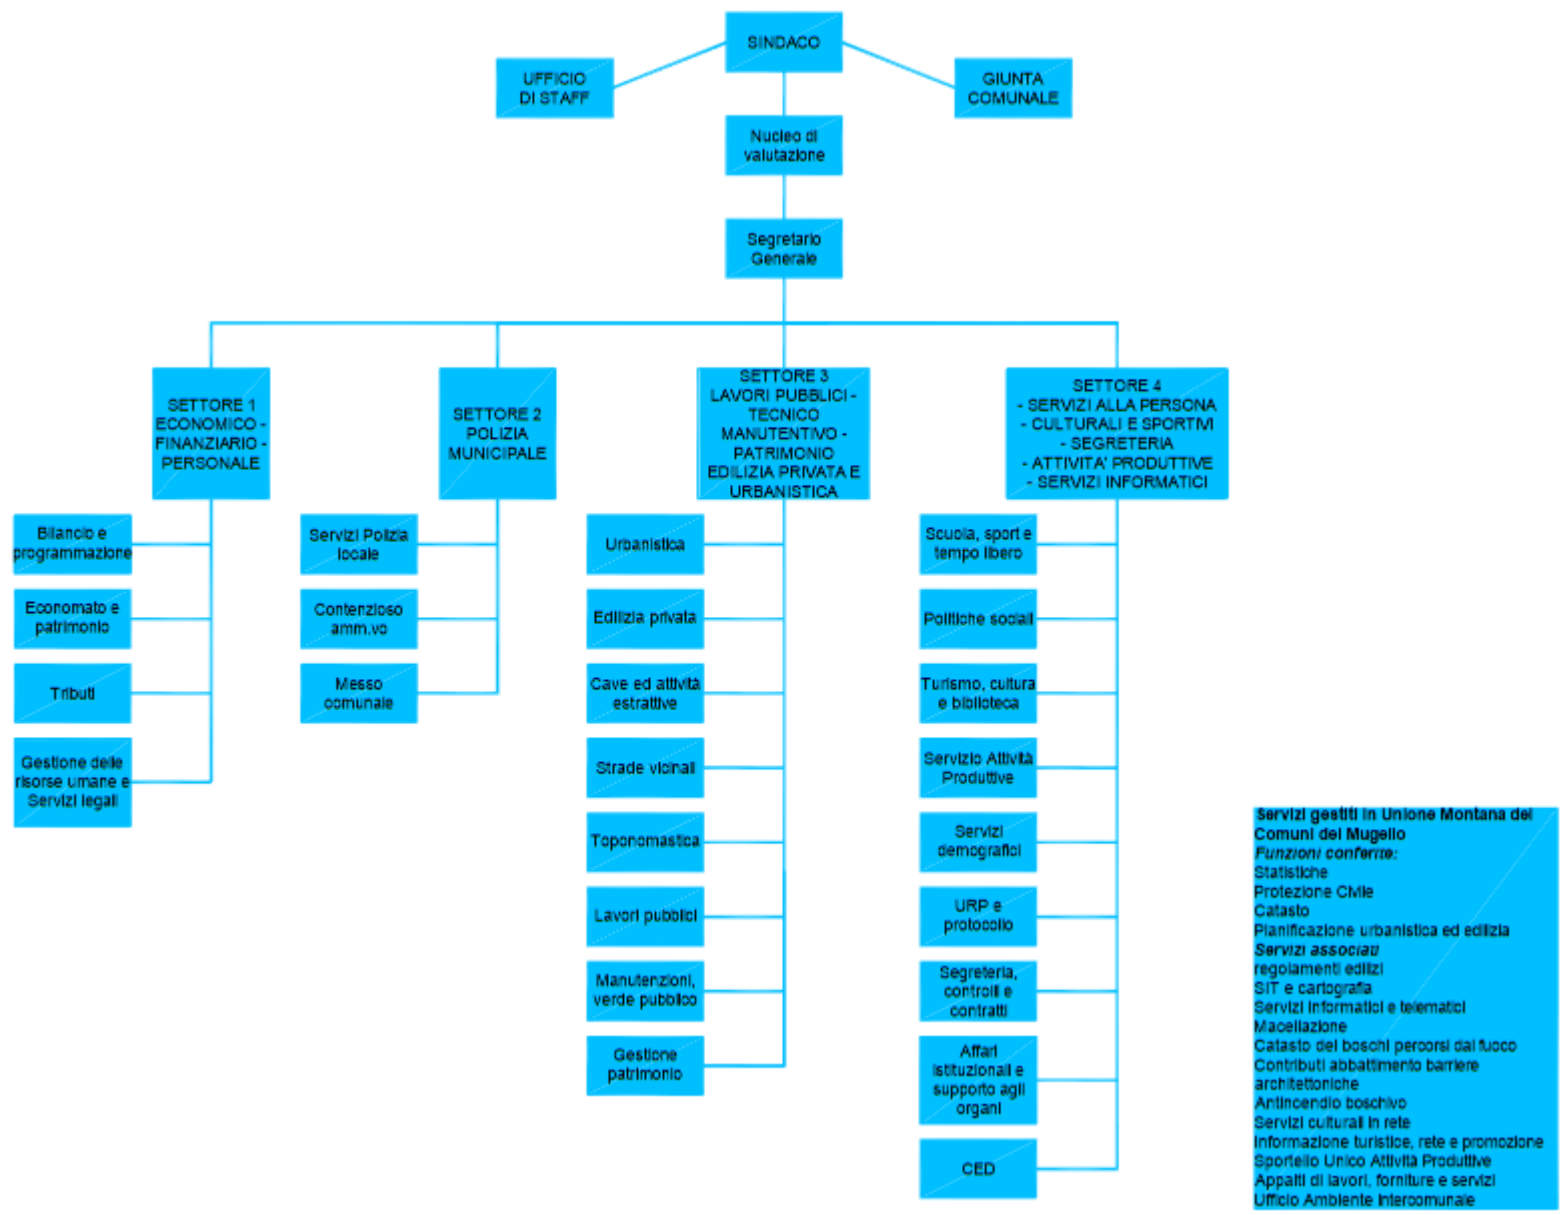 SINDACO
UFFICIO
DI STAFF
GIUNTA
COMUNALE
Nucleo di
valutazione
Segretario
Generale
SETTORE 1
ECONOMICO -
FINANZIARIO -
PERSONALE
SETTORE 2
POLIZIA
MUNICIPALE
SETTORE 3
LAVORI PUBBLICI -
TECNICO
MANUTENTIVO -
PATRIMONIO
EDILIZIA PRIVATA E
URBANISTICA
SETTORE 4
- SERVIZI ALLA PERSONA
- CULTURALI E SPORTIVI
- SEGRETERIA
- ATTIVITA' PRODUTTIVE
- SERVIZI INFORMATICI
Bilancio e
programmazione
Economato e
patrimonio
Tributi
Gestione delle
risorse umane e
Servizi legali
Servizi Polizia
locale
Contenzioso
amm.vo
Messo
comunale
Urbanistica
Edilizia privata
Cave ed attività
estrattive
Strade vicinali
Toponomastica
Lavori pubblici
Manutenzioni,
verde pubblico
Gestione
patrimonio
Scuola, sport e
tempo libero
Politiche sociali
Turismo, cultura
e biblioteca
Servizio Attività
Produttive
Servizi
demografici
URP e
protocollo
Segreteria,
controlli e
contratti
Affari
istituzionali e
supporto agli
organi
CED
Servizi gestiti in Unione Montana dei
Comuni del Mugello
Funzioni conferite:
Statistiche
Protezione Civile
Catasto
Pianificazione urbanistica ed edilizia
Servizi associati
regolamenti edilizi
SIT e cartografia
Servizi informatici e telematici
Macellazione
Catasto dei boschi percorsi dal fuoco
Contributi abbattimento barriere
architettoniche
Antincendio boschivo
Servizi culturali in rete
Informazione turistice, rete e promozione
Sportello Unico Attività Produttive
Appalti di lavori, forniture e servizi
Ufficio Ambiente Intercomunale